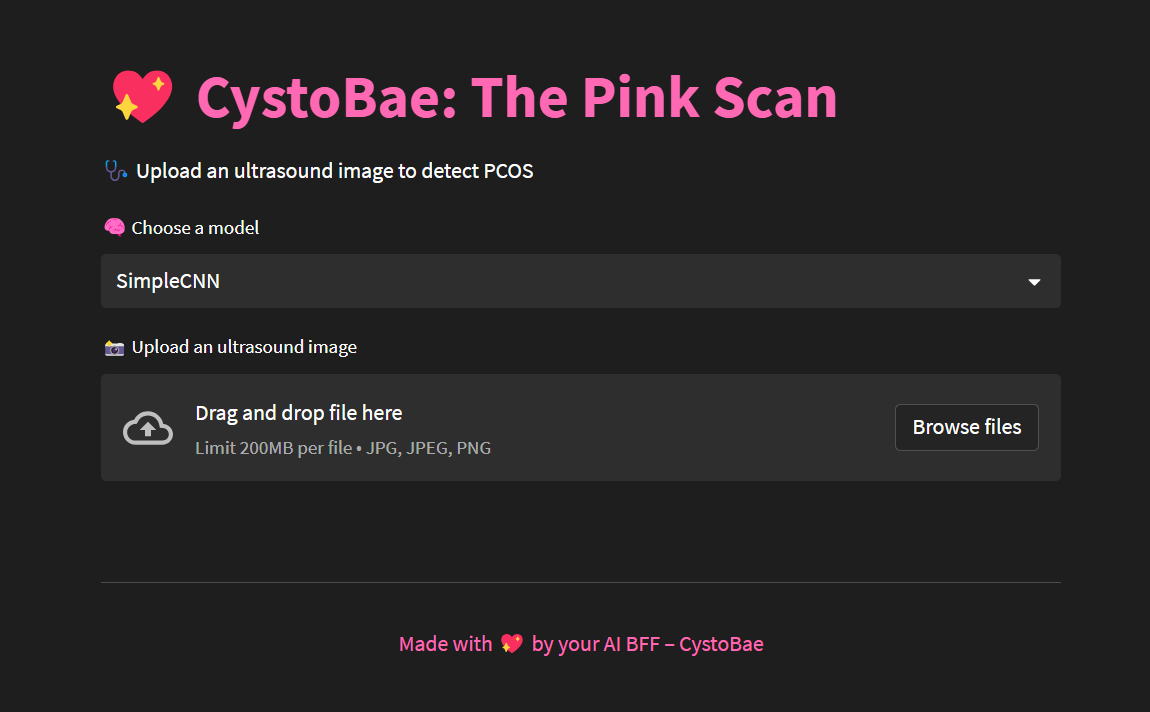 💖 CystoBae: The Pink Scan
🩺 Upload an ultrasound image to detect PCOS
🧠 Choose a model
SimpleCNN
📸 Upload an ultrasound image
Drag and drop file here
Limit 200MB per file • JPG, JPEG, PNG
Browse files
Made with 💖 by your AI BFF – CystoBae